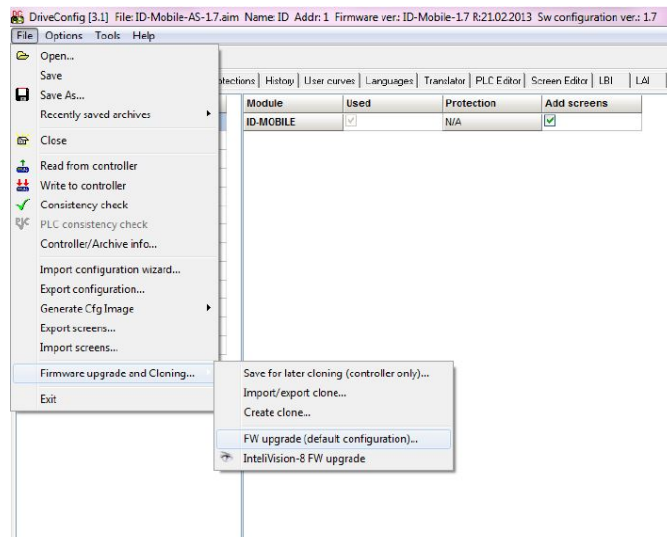 DriveConfig [3.1] File: ID-Mobile-AS-1.7.aim Name: ID Addr: 1 Firmware ver.: ID-Mobile-1.7 R:21.02.2013 Sw configuration ver.: 1.7
File Options Tools Help
Open...
Save
Save As...
Recently saved archives
Close
Read from controller
Write to controller
Consistency check
PLC consistency check
Controller/Archive info...
Import configuration wizard...
Export configuration...
Generate Cfg Image
Export screens...
Import screens...
Firmware upgrade and Cloning...
Exit
History User curves Languages Translator PLC Editor Screen Editor LBI LAI
Module Used Protection Add screens
ID-MOBILE N/A
Save for later cloning (controller only)...
Import/export clone...
Create clone...
FW upgrade (default configuration)...
InteliVision-8 FW upgrade